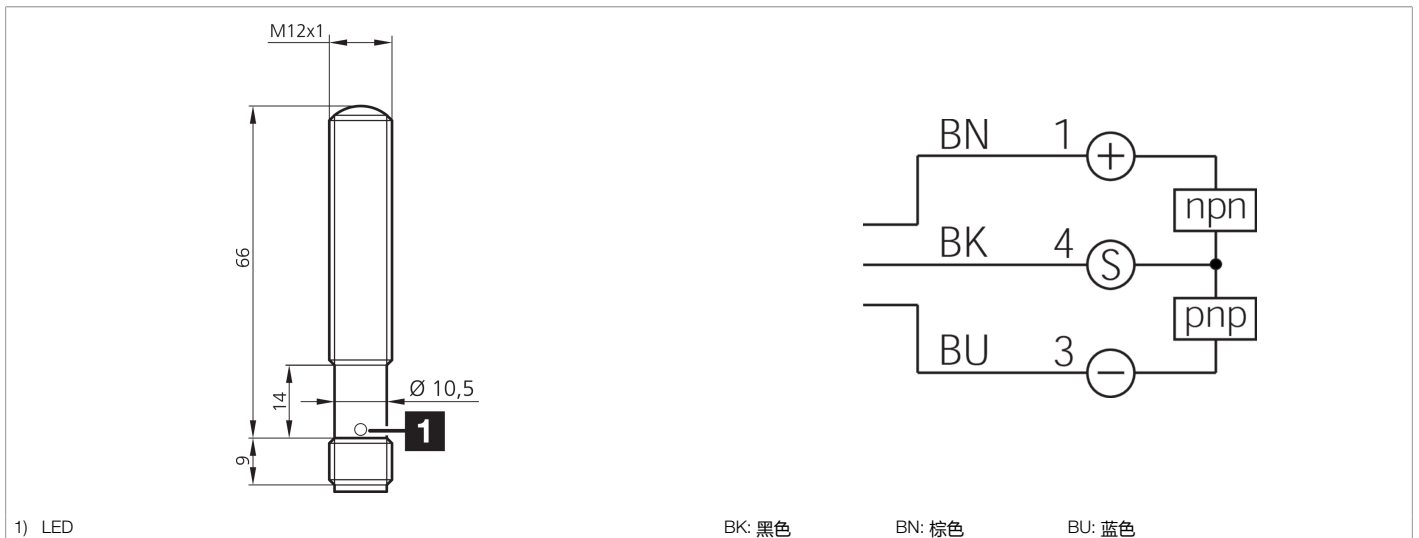 M12x1
66
14
Ø 10,5
1
9
BN 1 +
npn
BK 4 S
pnp
BU 3 −
1) LED
BK: 黑色 BN: 棕色 BU: 蓝色